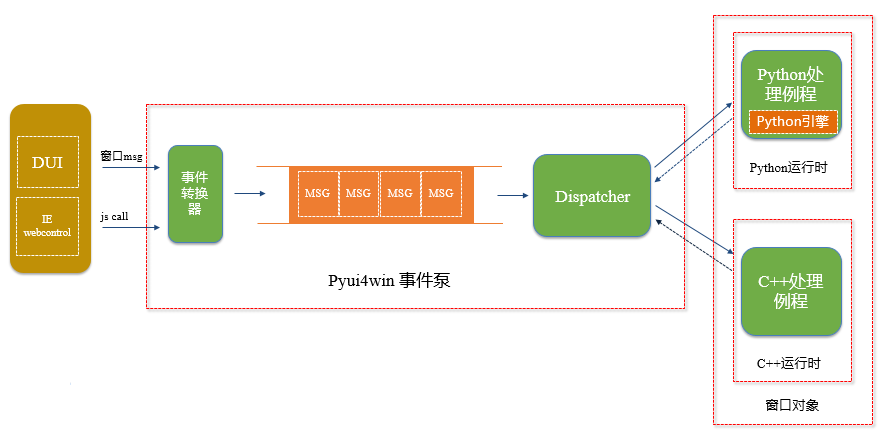 DUI
IE
webcontrol
窗口msg
js call
事件
转换
器
MSG
MSG
MSG
MSG
Dispatcher
Pyui4win 事件泵
Python处
理例程
Python引擎
Python运行时
C++处理
例程
C++运行时
窗口对象